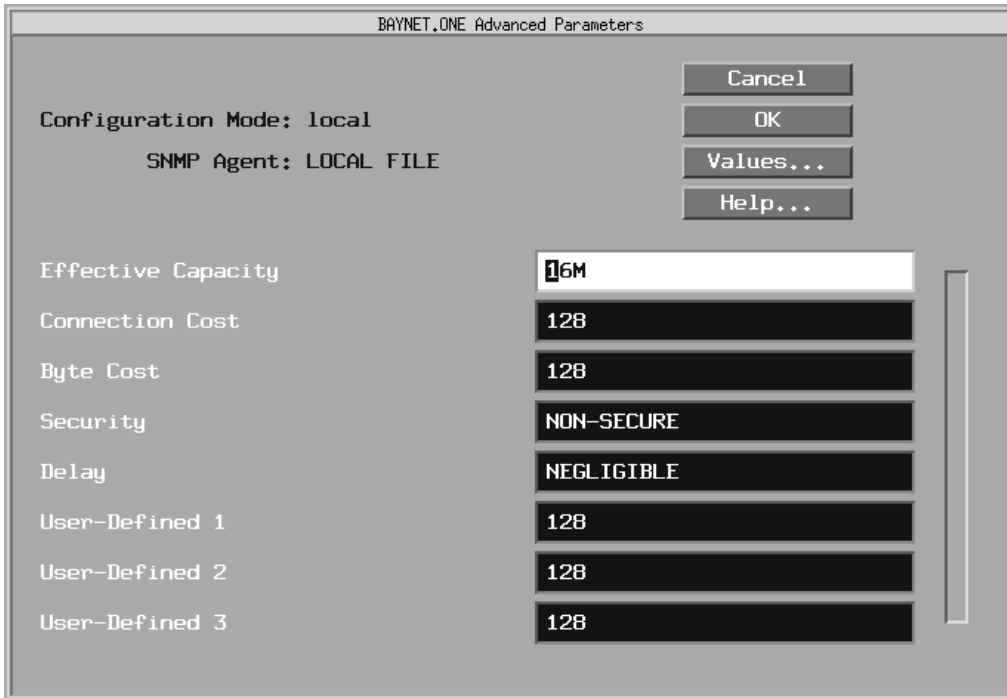 BAYNET.ONE Advanced Parameters
Cancel
Configuration Mode: local
OK
SNMP Agent: LOCAL FILE
Values...
Help...
Effective Capacity 16M
Connection Cost 128
Byte Cost 128
Security NON-SECURE
Delay NEGLIGIBLE
User-Defined 1 128
User-Defined 2 128
User-Defined 3 128